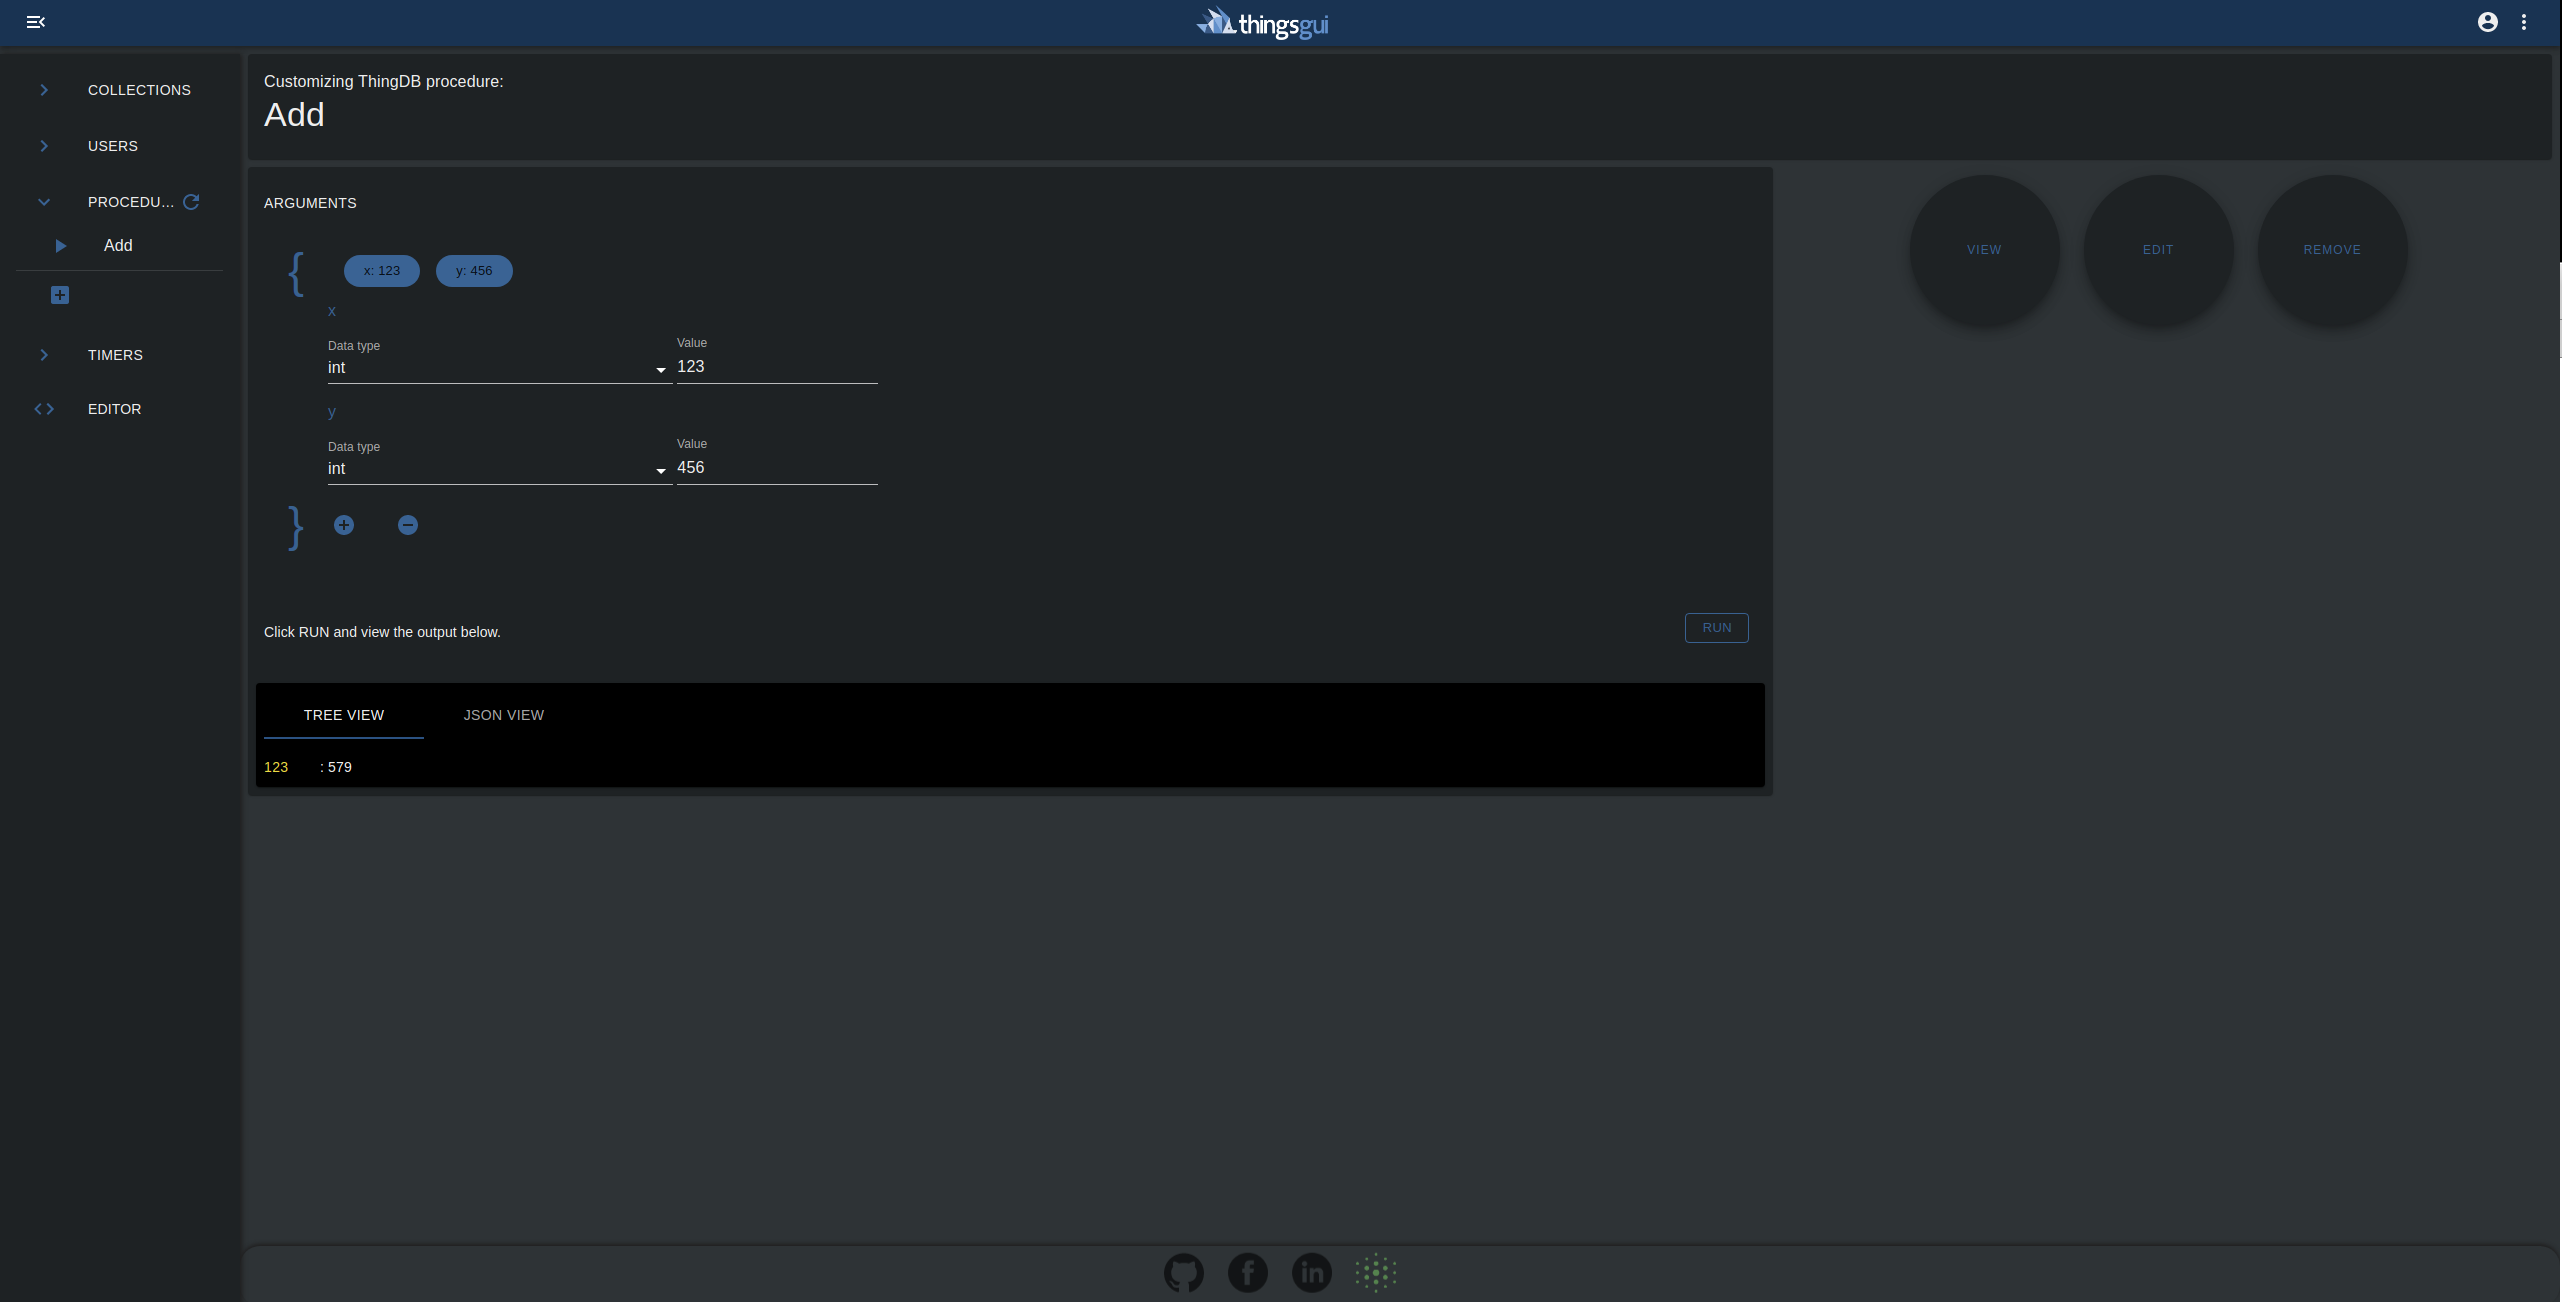 thingsgui
COLLECTIONS
USERS
PROCEDU...
Add
TIMERS
EDITOR
Customizing ThingDB procedure:
Add
ARGUMENTS
{ x: 123 y: 456
x
Data type Value
int 123
y
Data type Value
int 456
}
Click RUN and view the output below. RUN
TREE VIEW JSON VIEW
123 : 579
VIEW EDIT REMOVE
f in